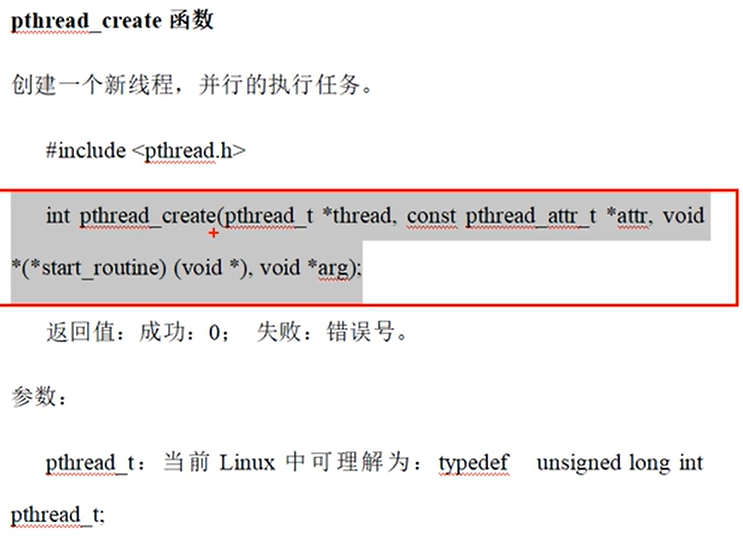 pthread_create 函数
创建一个新线程，并行的执行任务。
#include <pthread.h>
int pthread_create(pthread_t *thread, const pthread_attr_t *attr, void
*(*start_routine) (void *), void *arg);
返回值：成功：0； 失败：错误号。
参数：
pthread_t：当前 Linux 中可理解为：typedef unsigned long int
pthread_t;